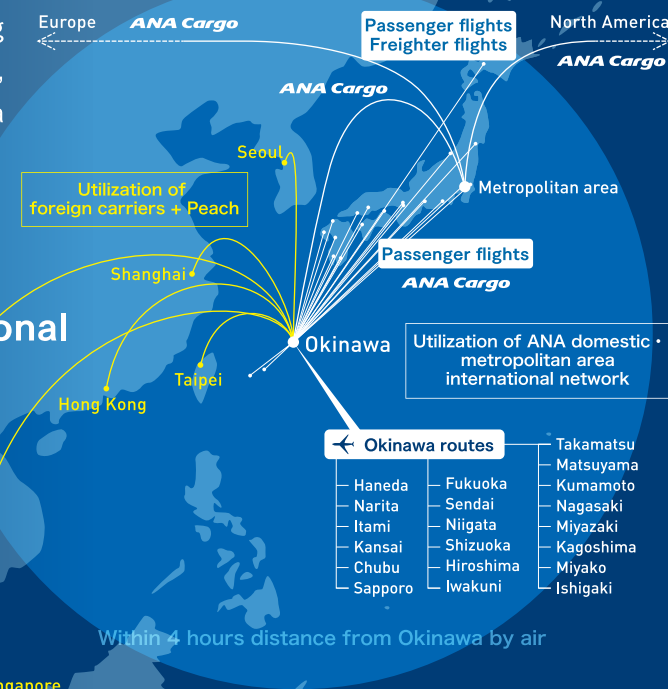 Europe
ANA Cargo
Passenger flights
Freighter flights
North America
ANA Cargo
ANA Cargo
Seoul
Utilization of
foreign carriers + Peach
Metropolitan area
Passenger flights
ANA Cargo
Shanghai
onal
Okinawa
Utilization of ANA domestic・
metropolitan area
international network
Taipei
Hong Kong
Okinawa routes
Haneda
Narita
Itami
Kansai
Chubu
Sapporo
Fukuoka
Sendai
Niigata
Shizuoka
Hiroshima
Iwakuni
Takamatsu
Matsuyama
Kumamoto
Nagasaki
Miyazaki
Kagoshima
Miyako
Ishigaki
Within 4 hours distance from Okinawa by air
ngapore